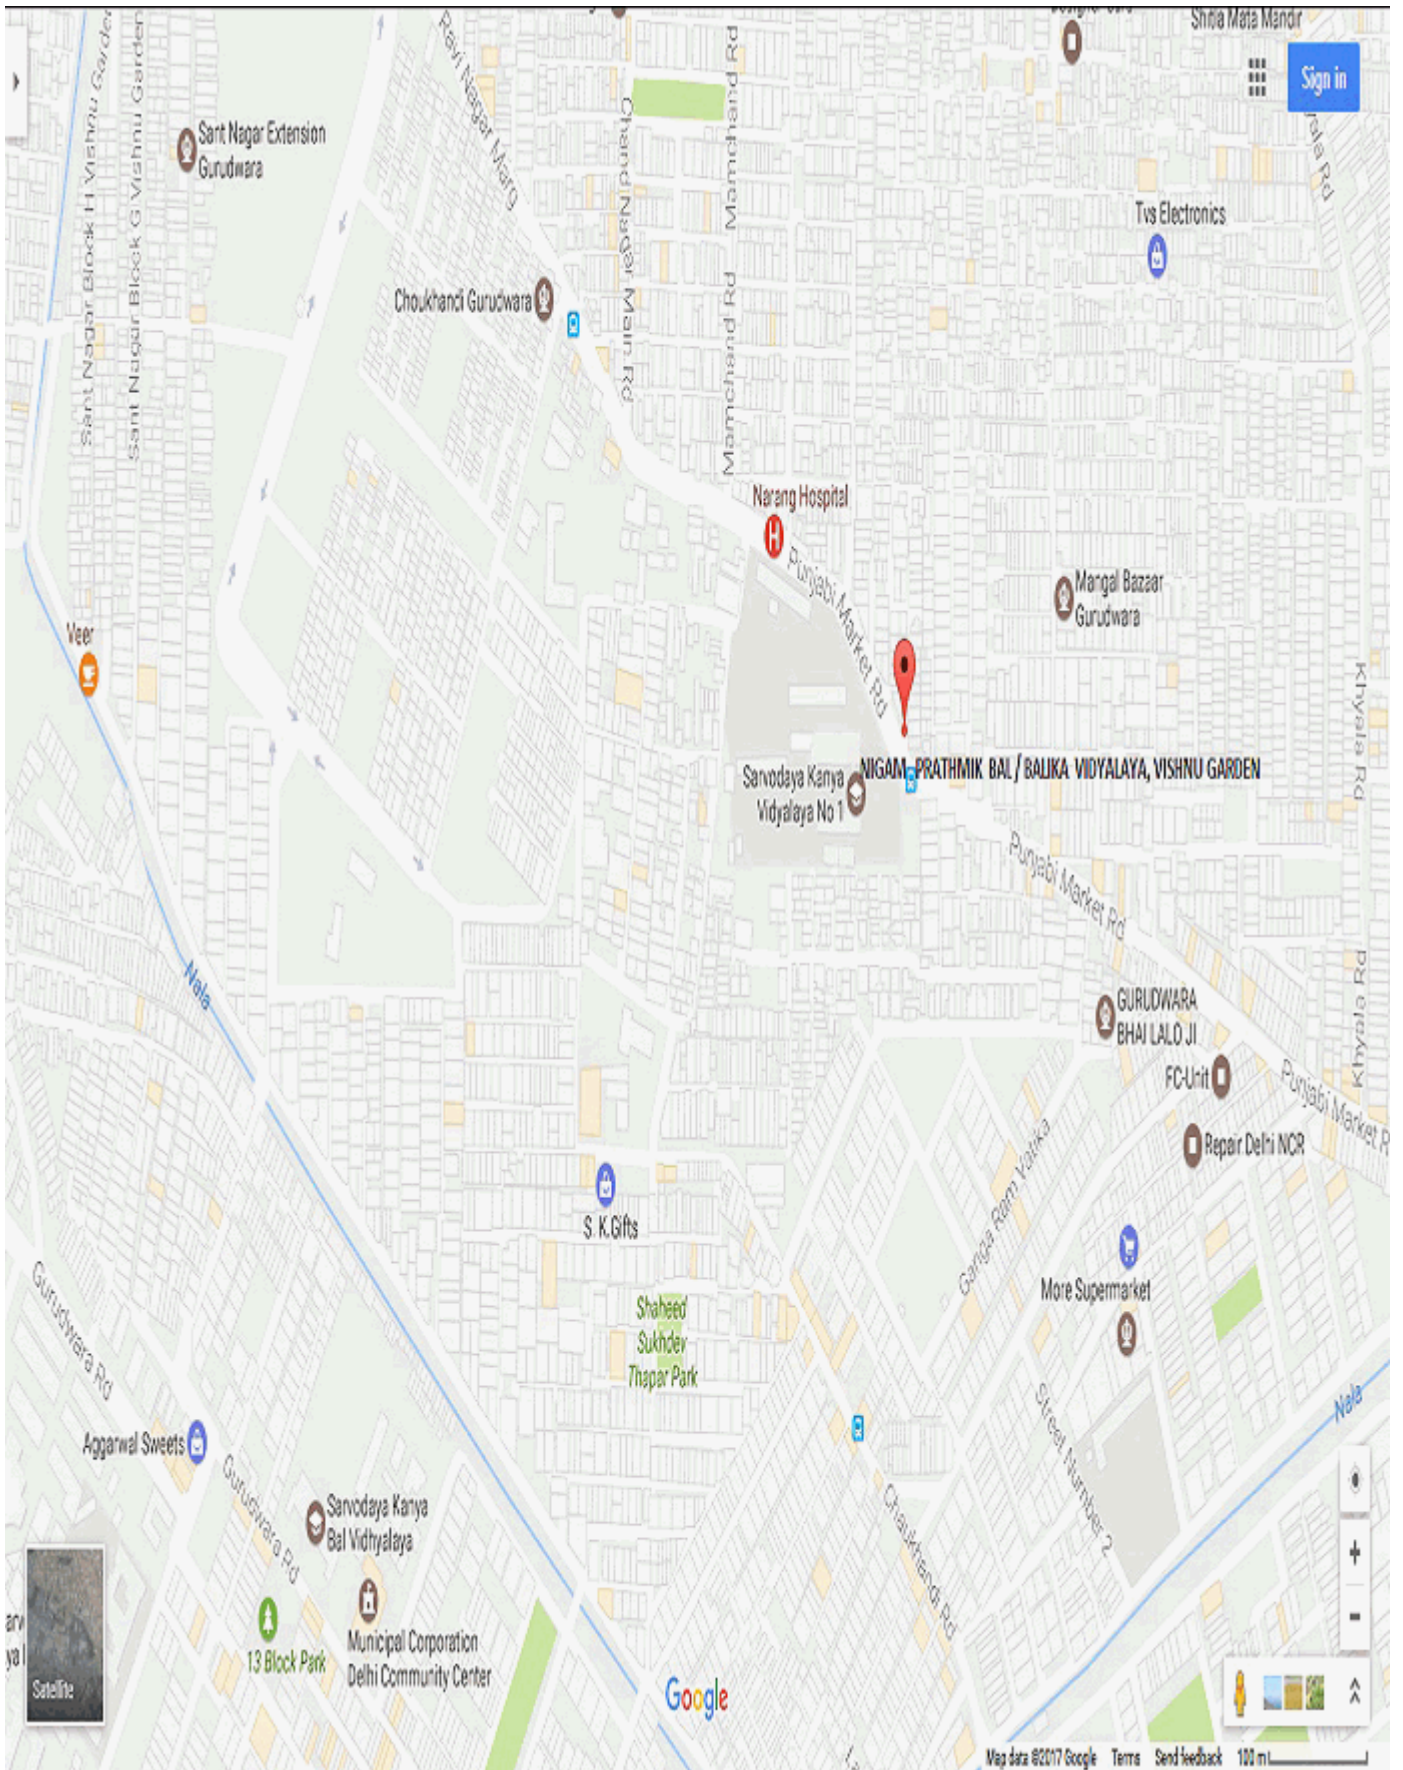 Shitla Mata Mandir
Sign in
Ravi Nagar Marg
Mamchand Rd
Sant Nagar Block H Vishnu Garden
Sant Nagar Block G Vishnu Garden
Sant Nagar Extension
Gurudwara
Chand Nagar Main Rd
Tvs Electronics
Choukhandi Gurudwara
Mamchand Rd
Narang Hospital
Punjabi Market Rd
Mangal Bazaar
Gurudwara
Veer
Khyala Rd
NIGAM PRATHMIK BAL / BALIKA VIDYALAYA, VISHNU GARDEN
Sarvodaya Kanya
Vidyalaya No 1
Punjabi Market Rd
Nala
Khyala Rd
GURUDWARA
BHAI LALO JI
FC-Unit
Punjabi Market R
Repair Delhi NCR
Ganga Ram Vatika
S. K.Gifts
More Supermarket
Shaheed
Sukhdev
Thapar Park
Gurudwara Rd
Nala
Aggarwal Sweets
Street Number 2
Gurudwara Rd
Chaukhandi Rd
Sarvodaya Kanya
Bal Vidhyalaya
Municipal Corporation
Delhi Community Center
13 Block Park
Satellite
Google
Map data ©2017 Google Terms Send feedback 100 m